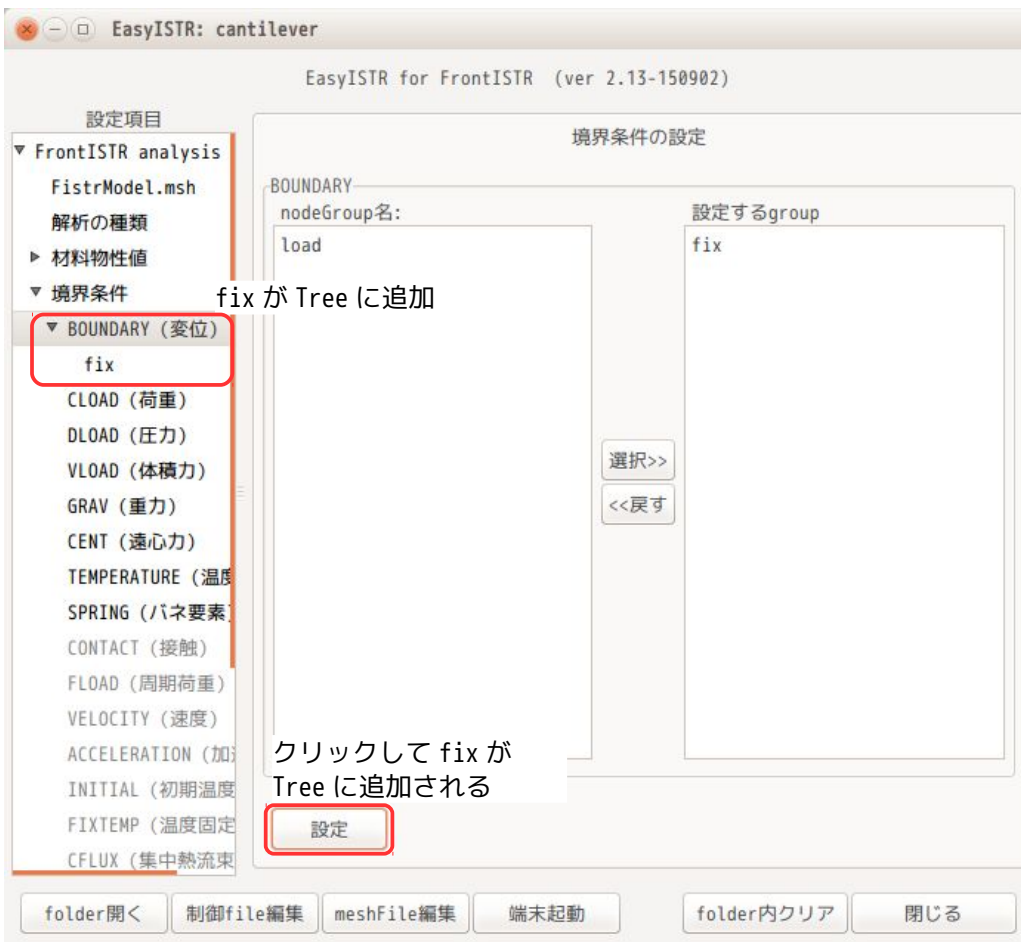 EasyISTR: cantilever
EasyISTR for FrontISTR (ver 2.13-150902)
設定項目
FrontISTR analysis
FistrModel.msh
解析の種類
材料物性値
境界条件
BOUNDARY (変位)
fix
CLOAD (荷重)
DLOAD (圧力)
VLOAD (体積力)
GRAV (重力)
CENT (遠心力)
TEMPERATURE (温度
SPRING (バネ要素)
CONTACT (接触)
FLOAD (周期荷重)
VELOCITY (速度)
ACCELERATION (加
INITIAL (初期温度
FIXTEMP (温度固定
CFLUX (集中熱流束
境界条件の設定
BOUNDARY
nodeGroup名:
load
fix が Tree に追加
選択>>
<<戻す
設定するgroup
fix
クリックして fix が
Tree に追加される
設定
folder開く
制御file編集
meshFile編集
端末起動
folder内クリア
閉じる